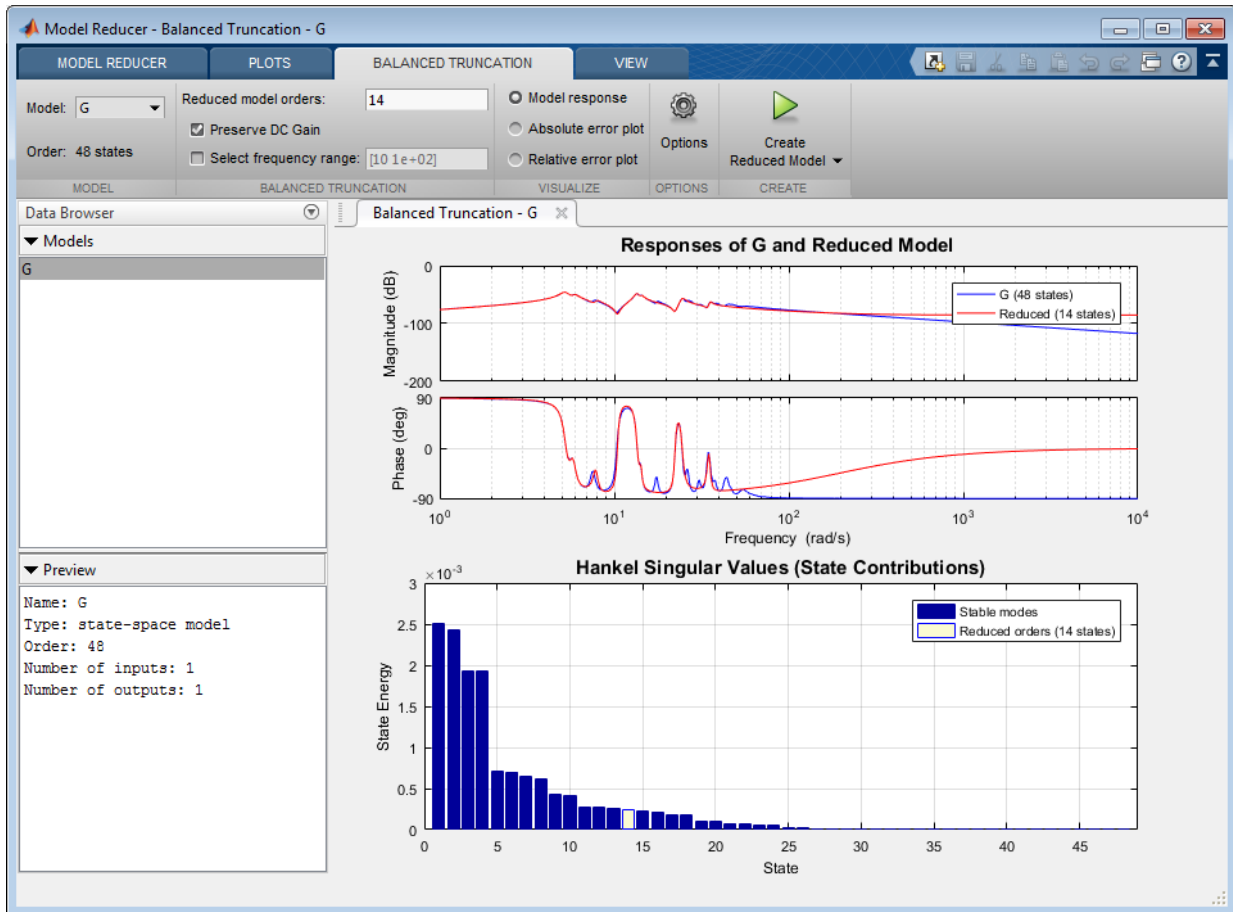 Model Reducer - Balanced Truncation - G
MODEL REDUCER
PLOTS
BALANCED TRUNCATION
VIEW
Model: G
Order: 48 states
Reduced model orders: 14
Preserve DC Gain
Select frequency range: [10 1e+02]
Model response
Absolute error plot
Relative error plot
Options
Create
Reduced Model
MODEL
BALANCED TRUNCATION
VISUALIZE
OPTIONS
CREATE
Data Browser
Models
G
Preview
Name: G
Type: state-space model
Order: 48
Number of inputs: 1
Number of outputs: 1
Balanced Truncation - G
Responses of G and Reduced Model
Magnitude (dB)
0
-100
-200
G (48 states)
Reduced (14 states)
Phase (deg)
90
0
-90
10^0 10^1 10^2 10^3 10^4
Frequency (rad/s)
Hankel Singular Values (State Contributions)
×10^-3
State Energy
3
2.5
2
1.5
1
0.5
0
Stable modes
Reduced orders (14 states)
0 5 10 15 20 25 30 35 40 45
State